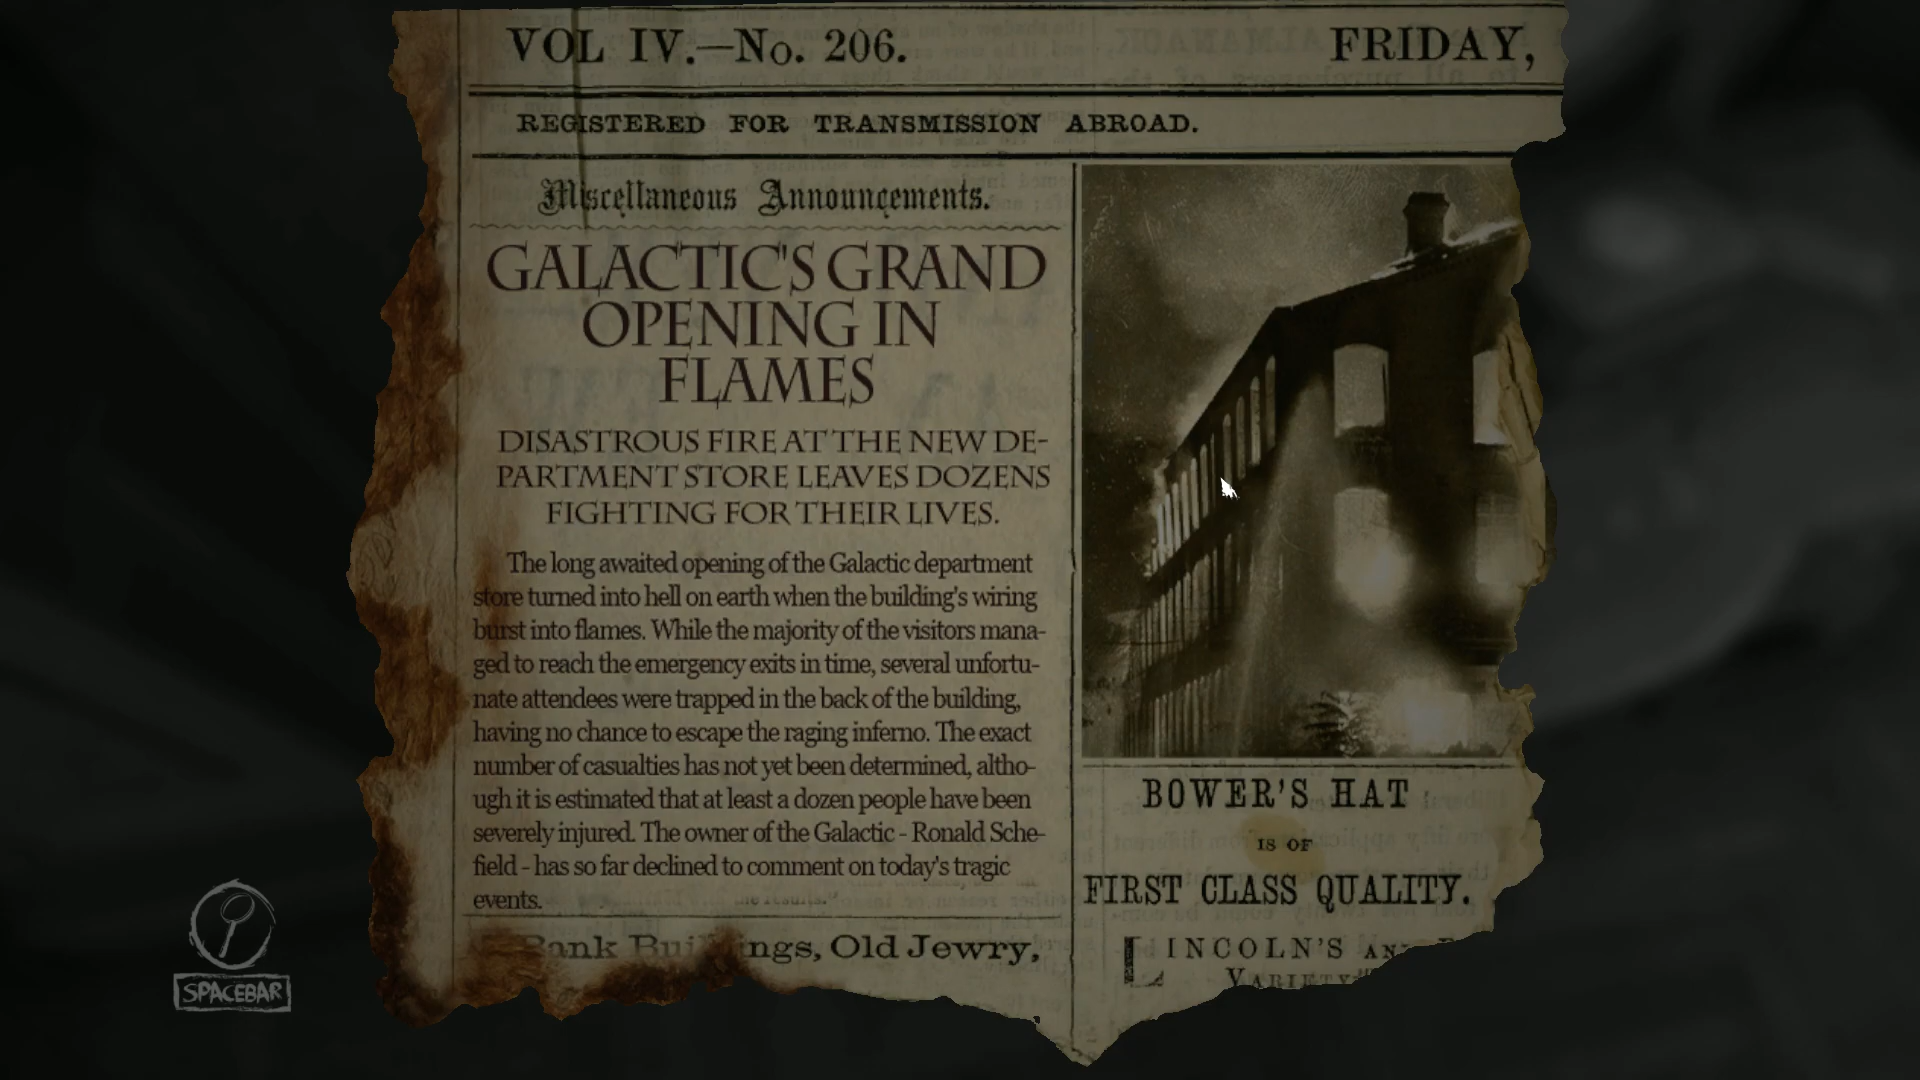 VOL IV.—No. 206.
FRIDAY,
REGISTERED FOR TRANSMISSION ABROAD.
Miscellaneous Announcements.
GALACTIC'S GRAND
OPENING IN
FLAMES
DISASTROUS FIRE AT THE NEW DE-
PARTMENT STORE LEAVES DOZENS
FIGHTING FOR THEIR LIVES.
The long awaited opening of the Galactic department
store turned into hell on earth when the building's wiring
burst into flames. While the majority of the visitors mana-
ged to reach the emergency exits in time, several unfortu-
nate attendees were trapped in the back of the building,
having no chance to escape the raging inferno. The exact
number of casualties has not yet been determined, altho-
ugh it is estimated that at least a dozen people have been
severely injured. The owner of the Galactic - Ronald Sche-
field - has so far declined to comment on today's tragic
events.
Old Jewry,
BOWER'S HAT
IS OF
FIRST CLASS QUALITY.
LINCOLN'S
SPACEBAR